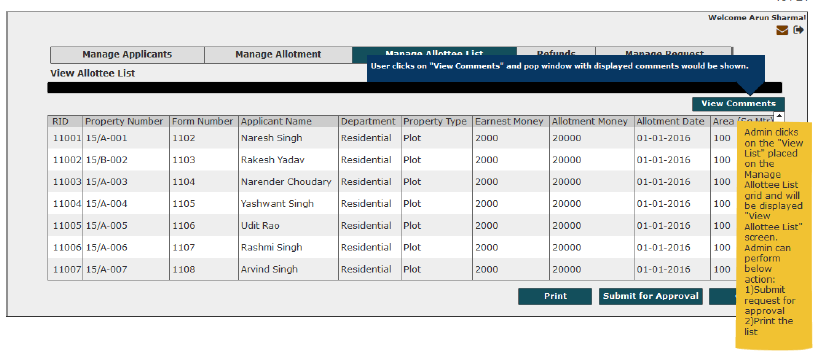 Welcome Arun Sharma!
Manage Applicants Manage Allotment Manage Allottee List Refunds Manage Request
User clicks on "View Comments" and pop window with displayed comments would be shown.
View Allottee List
View Comments
RID Property Number Form Number Applicant Name Department Property Type Earnest Money Allotment Money Allotment Date Area (Sq Mtr)
11001 15/A-001 1102 Naresh Singh Residential Plot 2000 20000 01-01-2016 100
11002 15/B-002 1103 Rakesh Yadav Residential Plot 2000 20000 01-01-2016 100
11003 15/A-003 1104 Narender Choudary Residential Plot 2000 20000 01-01-2016 100
11004 15/A-004 1105 Yashwant Singh Residential Plot 2000 20000 01-01-2016 100
11005 15/A-005 1106 Udit Rao Residential Plot 2000 20000 01-01-2016 100
11006 15/A-006 1107 Rashmi Singh Residential Plot 2000 20000 01-01-2016 100
11007 15/A-007 1108 Arvind Singh Residential Plot 2000 20000 01-01-2016 100
Admin clicks
on the "View
List" placed
on the
Manage
Allottee List
grid and will
be displayed
"View
Allottee List"
screen.
Admin can
perform
below
action:
1)Submit
request for
approval
2)Print the
list
Print Submit for Approval